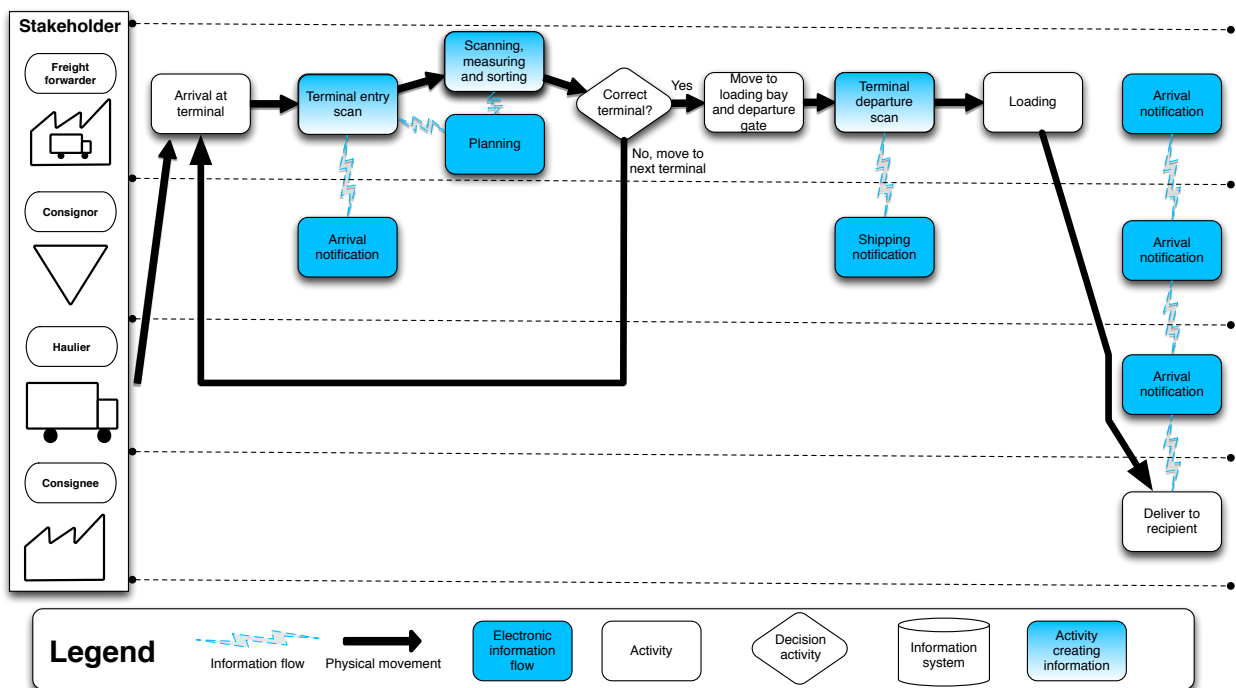 Stakeholder
Freight
forwarder
Consignor
Haulier
Consignee
Arrival at
terminal
Terminal entry
scan
Scanning,
measuring
and sorting
Planning
Correct
terminal?
Yes
No, move to
next terminal
Move to
loading bay
and departure
gate
Terminal
departure
scan
Loading
Arrival
notification
Arrival
notification
Shipping
notification
Arrival
notification
Arrival
notification
Deliver to
recipient
Legend
Information flow
Physical movement
Electronic
information
flow
Activity
Decision
activity
Information
system
Activity
creating
information